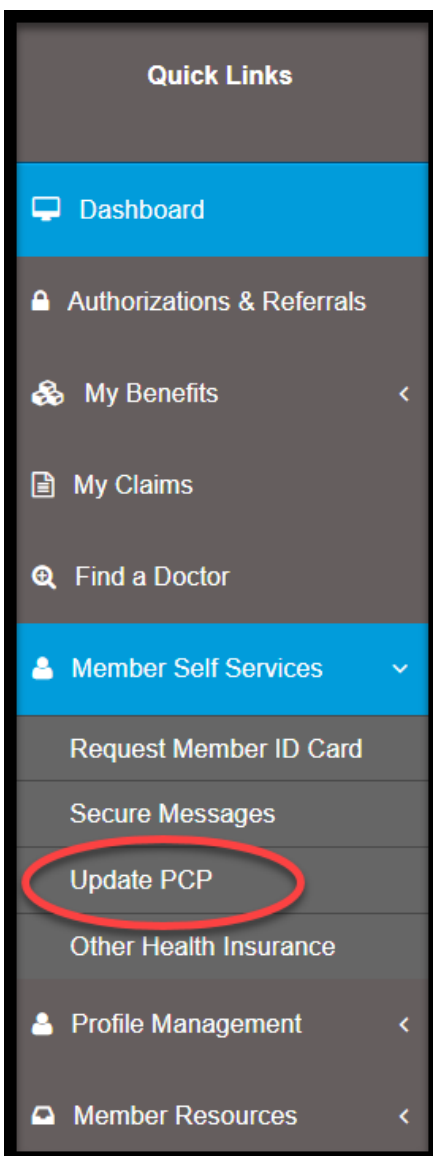 Quick Links
Dashboard
Authorizations & Referrals
My Benefits
My Claims
Find a Doctor
Member Self Services
Request Member ID Card
Secure Messages
Update PCP
Other Health Insurance
Profile Management
Member Resources